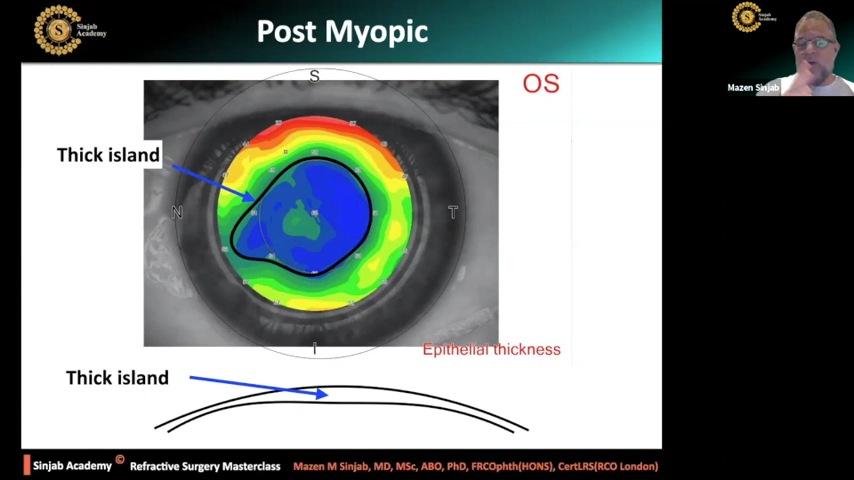 Sinjab
Academy
Post Myopic
Sinjab
Academy
OS
Mazen Sinjab
S
Thick island
N
T
I
Epithelial thickness
Thick island
Sinjab Academy © Refractive Surgery Masterclass Mazen M Sinjab, MD, MSc, ABO, PhD, FRCOphth(HONS), CertLRS(RCO London)